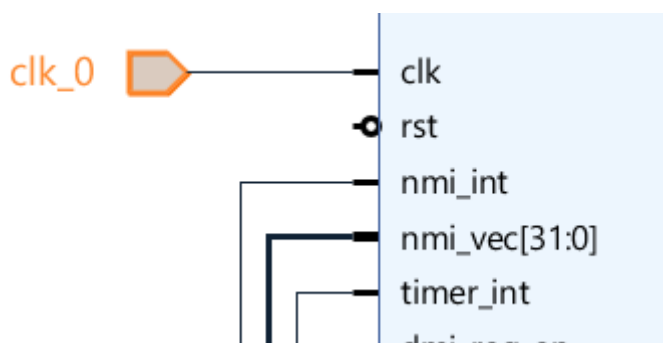 clk_0
clk
rst
nmi_int
nmi_vec[31:0]
timer_int